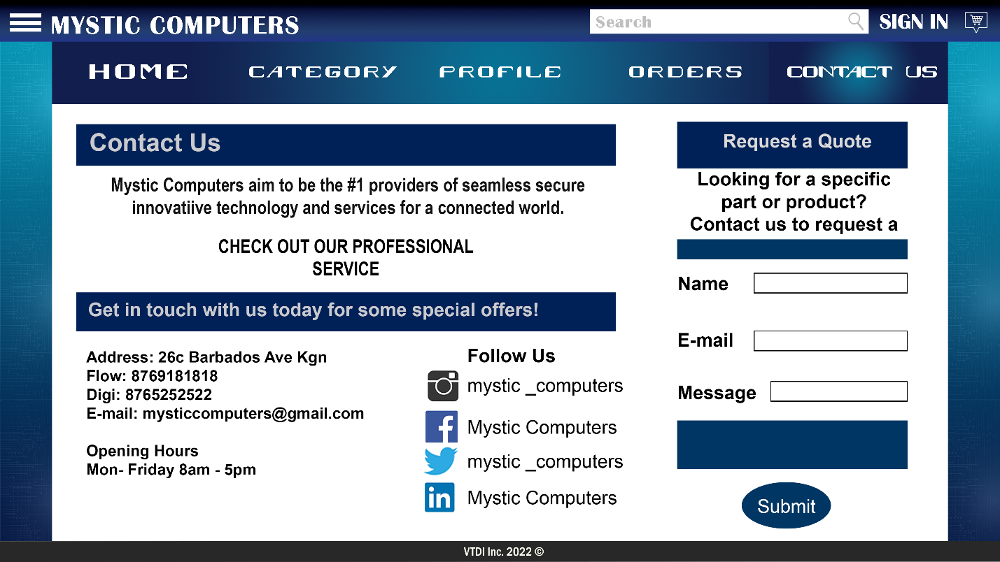 MYSTIC COMPUTERS
Search
SIGN IN
HOME
CATEGORY
PROFILE
ORDERS
CONTACT US
Contact Us
Mystic Computers aim to be the #1 providers of seamless secure
innovatiive technology and services for a connected world.
CHECK OUT OUR PROFESSIONAL
SERVICE
Get in touch with us today for some special offers!
Address: 26c Barbados Ave Kgn
Flow: 8769181818
Digi: 8765252522
E-mail: mysticcomputers@gmail.com
Opening Hours
Mon- Friday 8am - 5pm
Follow Us
mystic _computers
Mystic Computers
mystic _computers
Mystic Computers
Request a Quote
Looking for a specific
part or product?
Contact us to request a
Name
E-mail
Message
Submit
VTDI Inc. 2022 ©